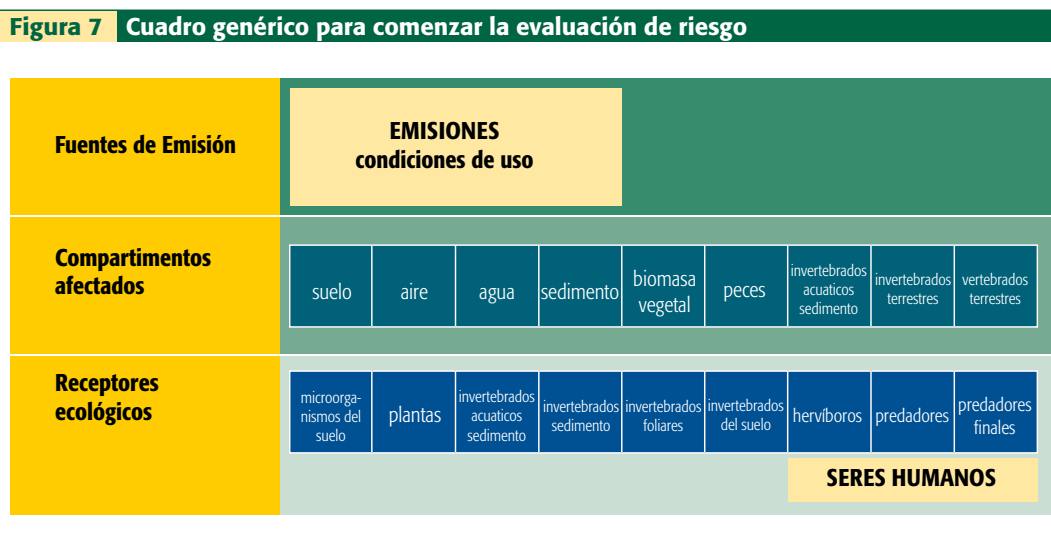 Figura 7 Cuadro genérico para comenzar la evaluación de riesgo
Fuentes de Emisión
EMISIONES
condiciones de uso
Compartimentos
afectados
suelo
aire
agua
sedimento
biomasa
vegetal
peces
invertebrados
acuaticos
sedimento
invertebrados
terrestres
vertebrados
terrestres
Receptores
ecológicos
microorga-
nismos del
suelo
plantas
invertebrados
acuaticos
sedimento
invertebrados
sedimento
invertebrados
foliares
invertebrados
del suelo
hervíboros
predadores
predadores
finales
SERES HUMANOS